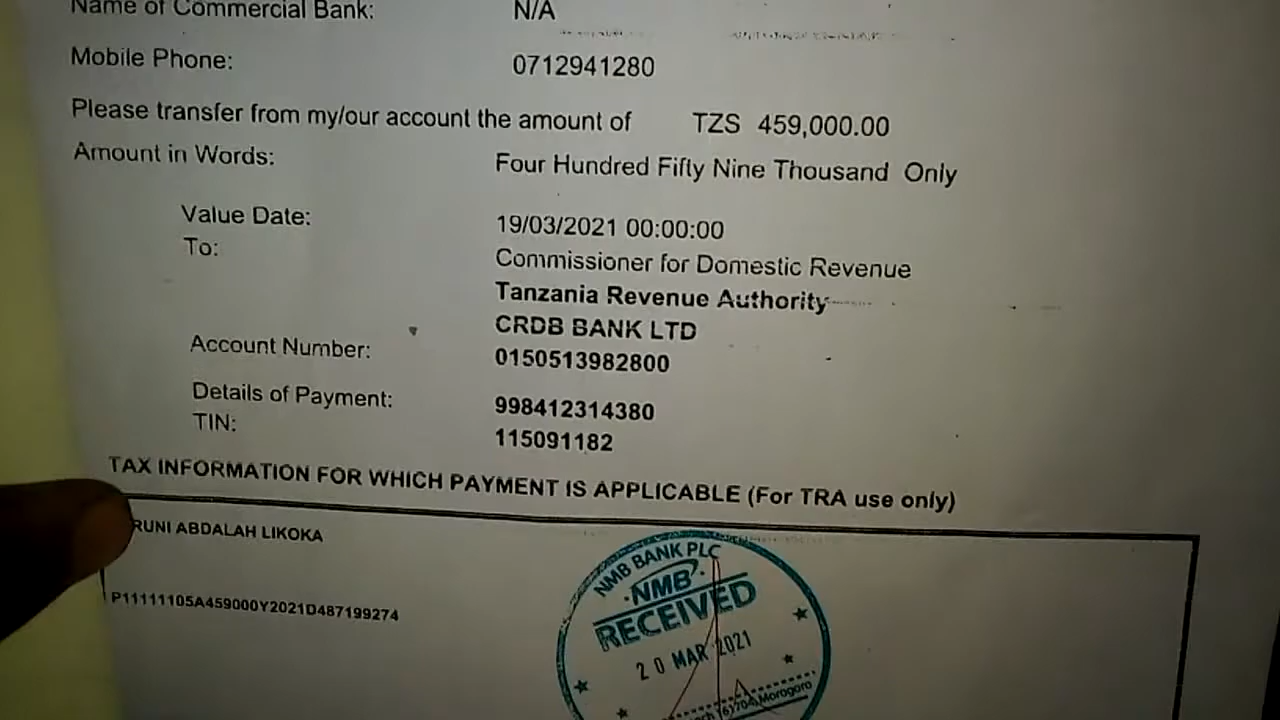 Name of Commercial Bank: N/A
Mobile Phone: 0712941280
Please transfer from my/our account the amount of TZS 459,000.00
Amount in Words: Four Hundred Fifty Nine Thousand Only
Value Date: 19/03/2021 00:00:00
To: Commissioner for Domestic Revenue
Tanzania Revenue Authority
CRDB BANK LTD
Account Number: 0150513982800
Details of Payment: 998412314380
TIN: 115091182
TAX INFORMATION FOR WHICH PAYMENT IS APPLICABLE (For TRA use only)
RUNI ABDALAH LIKOKA
P11111105A459000Y2021D487199274
NMB BANK PLC
NMB
RECEIVED
20 MAR 2021
Morogoro